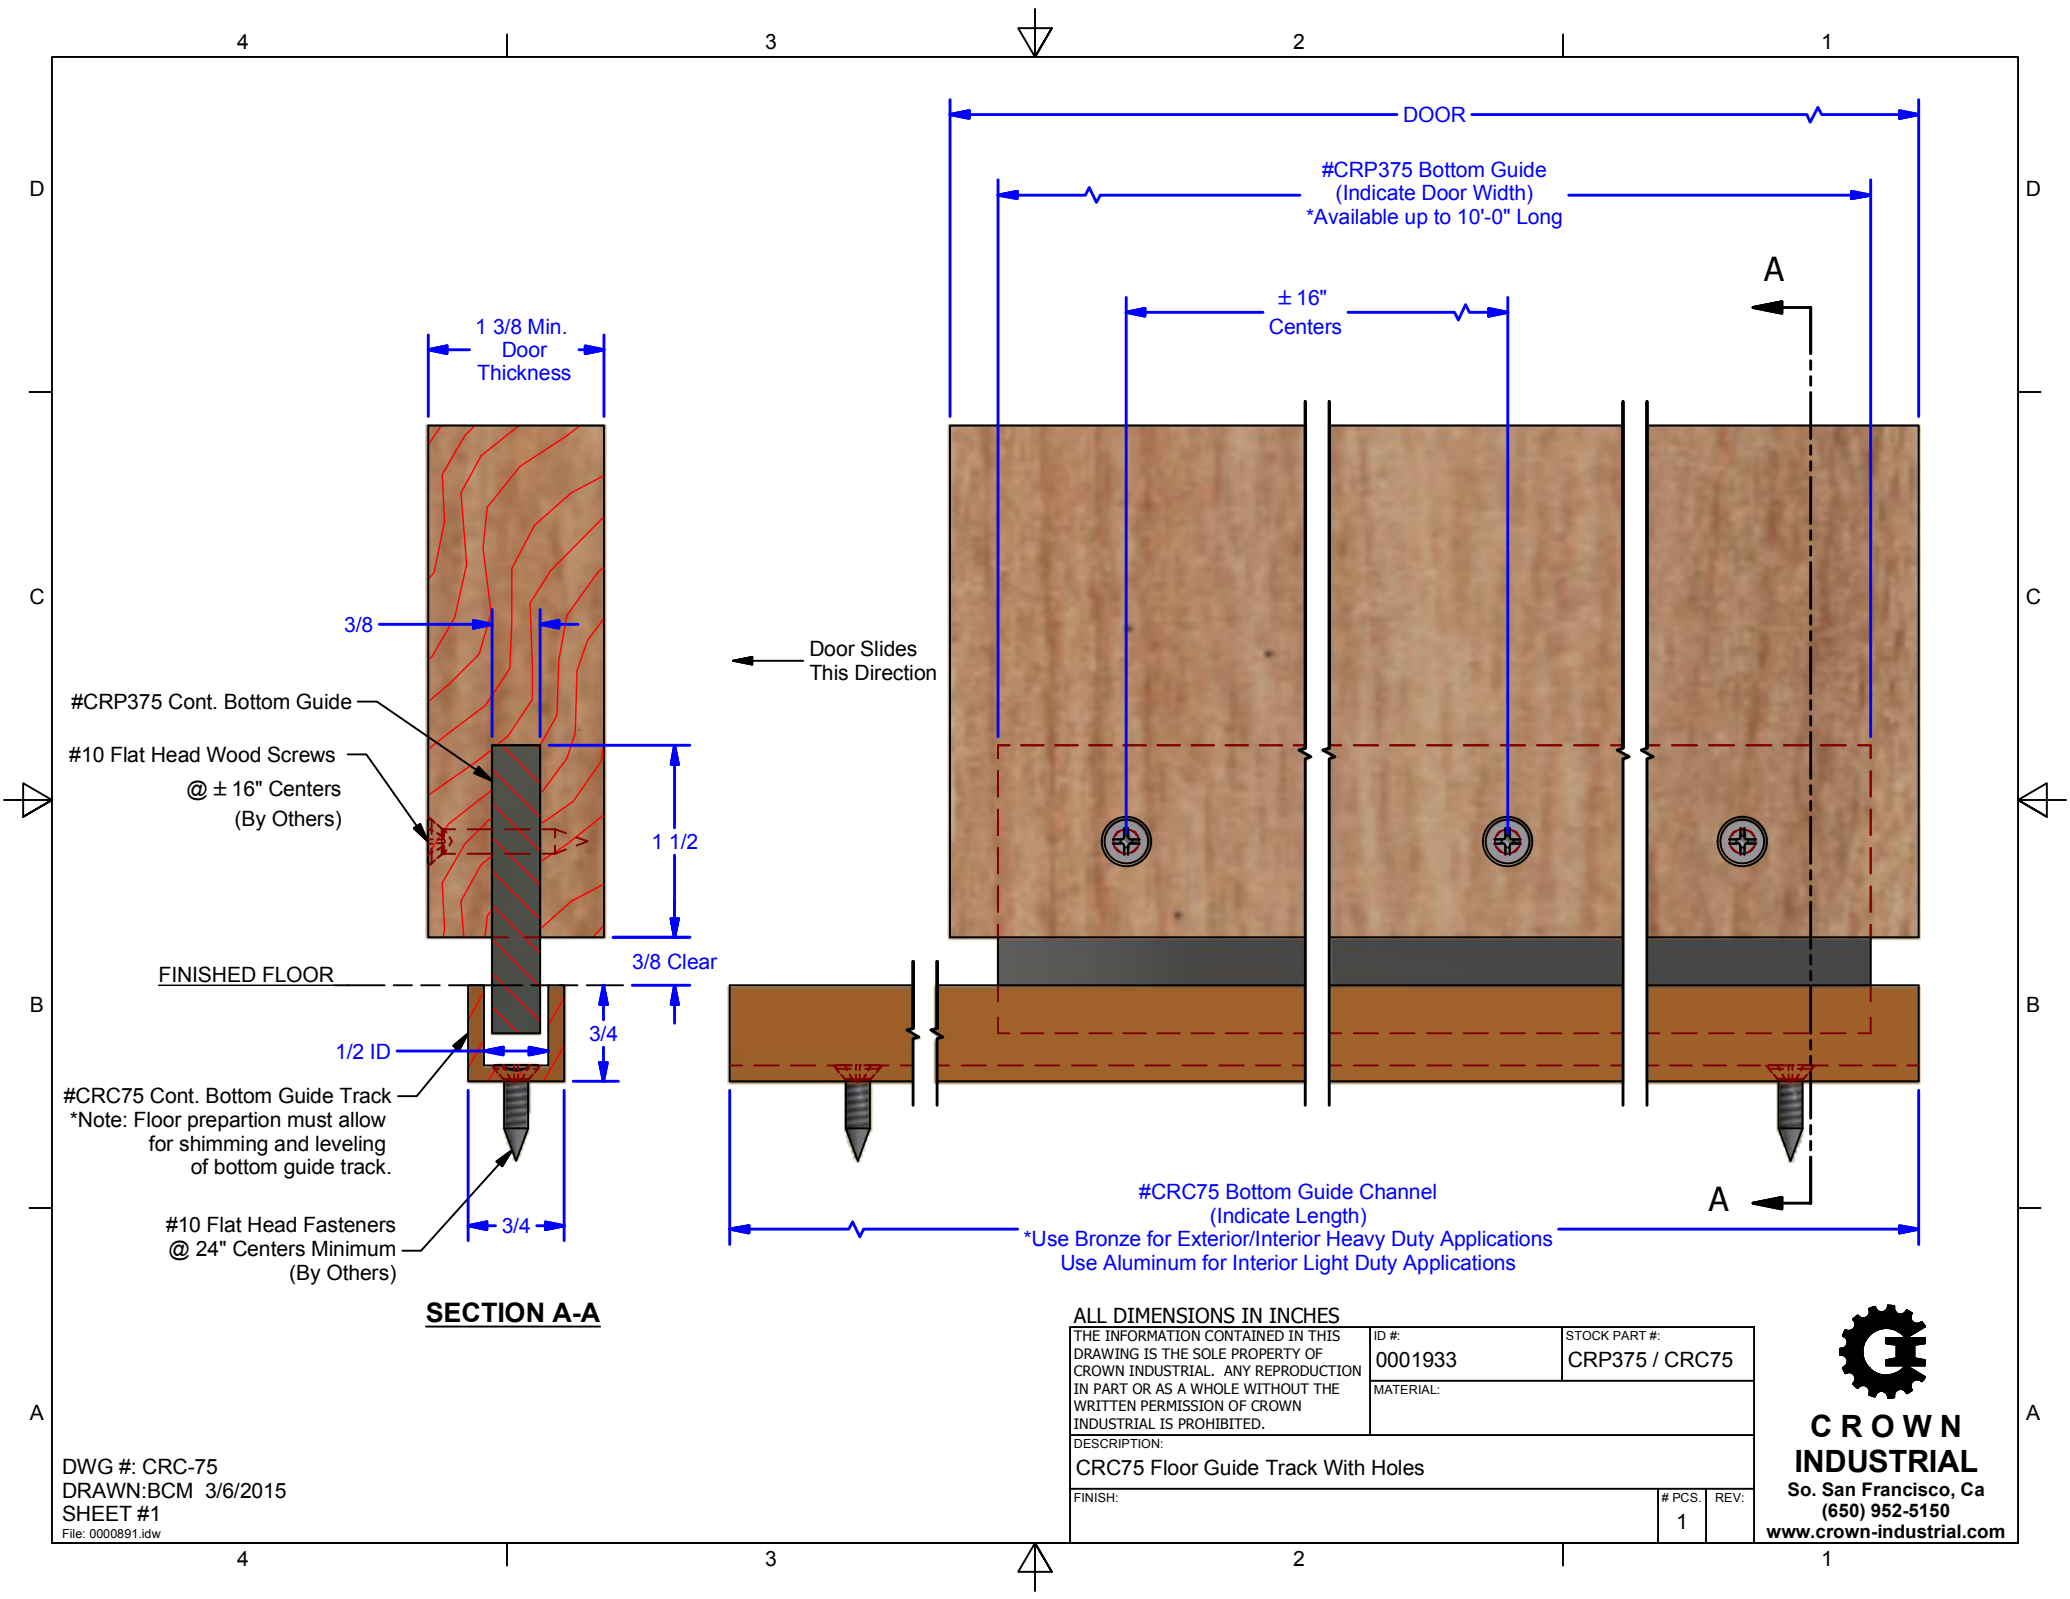 4
3
2
1
D
D
C
C
B
B
A
A
DOOR
#CRP375 Bottom Guide
(Indicate Door Width)
*Available up to 10'-0" Long
A
± 16"
Centers
1 3/8 Min.
Door
Thickness
3/8
Door Slides
This Direction
#CRP375 Cont. Bottom Guide
#10 Flat Head Wood Screws
@ ± 16" Centers
(By Others)
1 1/2
3/8 Clear
FINISHED FLOOR
3/4
1/2 ID
#CRC75 Cont. Bottom Guide Track
*Note: Floor prepartion must allow
for shimming and leveling
of bottom guide track.
3/4
#10 Flat Head Fasteners
@ 24" Centers Minimum
(By Others)
SECTION A-A
#CRC75 Bottom Guide Channel
(Indicate Length)
*Use Bronze for Exterior/Interior Heavy Duty Applications
Use Aluminum for Interior Light Duty Applications
A
ALL DIMENSIONS IN INCHES
THE INFORMATION CONTAINED IN THIS
DRAWING IS THE SOLE PROPERTY OF
CROWN INDUSTRIAL. ANY REPRODUCTION
IN PART OR AS A WHOLE WITHOUT THE
WRITTEN PERMISSION OF CROWN
INDUSTRIAL IS PROHIBITED.
ID #:
0001933
STOCK PART #:
CRP375 / CRC75
MATERIAL:
DESCRIPTION:
CRC75 Floor Guide Track With Holes
FINISH:
# PCS.
1
REV:
CROWN
INDUSTRIAL
So. San Francisco, Ca
(650) 952-5150
www.crown-industrial.com
DWG #: CRC-75
DRAWN:BCM 3/6/2015
SHEET #1
File: 0000891.idw
4
3
2
1